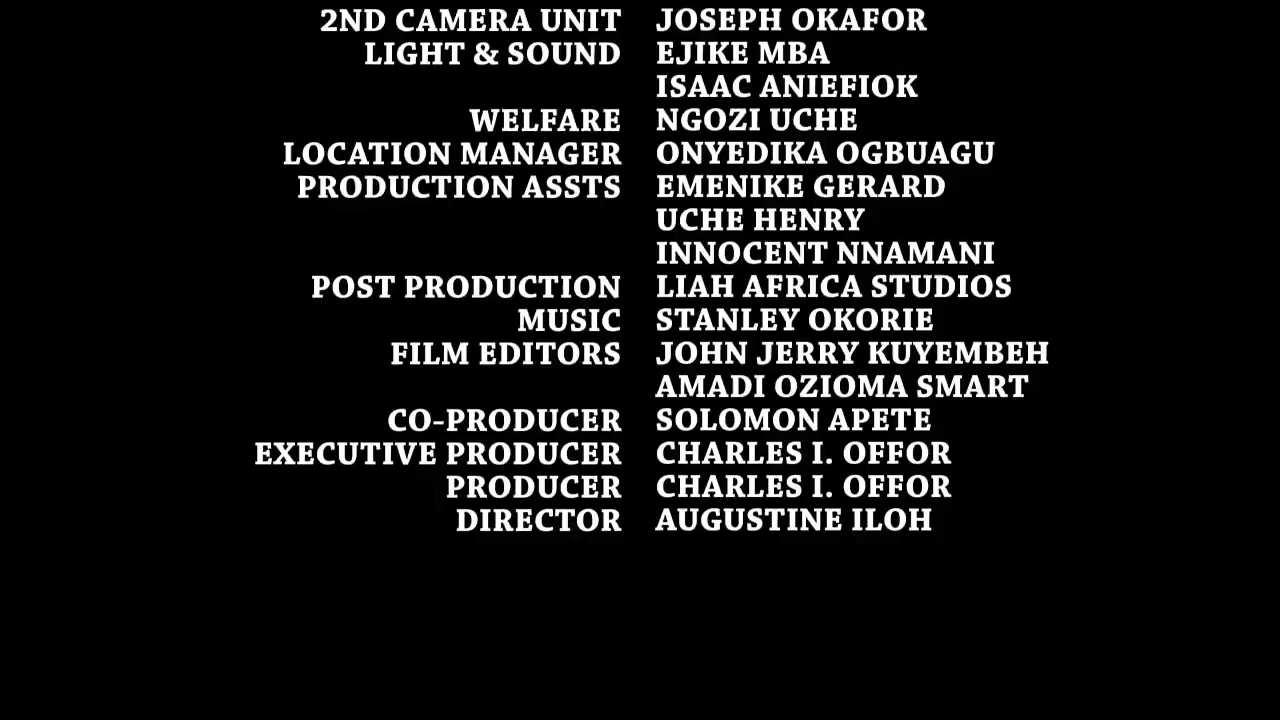 2ND CAMERA UNIT JOSEPH OKAFOR
LIGHT & SOUND EJIKE MBA
ISAAC ANIEFIOK
WELFARE NGOZI UCHE
LOCATION MANAGER ONYEDIKA OGBUAGU
PRODUCTION ASSTS EMENIKE GERARD
UCHE HENRY
INNOCENT NNAMANI
POST PRODUCTION LIAH AFRICA STUDIOS
MUSIC STANLEY OKORIE
FILM EDITORS JOHN JERRY KUYEMBEH
AMADI OZIOMA SMART
CO-PRODUCER SOLOMON APETE
EXECUTIVE PRODUCER CHARLES I. OFFOR
PRODUCER CHARLES I. OFFOR
DIRECTOR AUGUSTINE ILOH